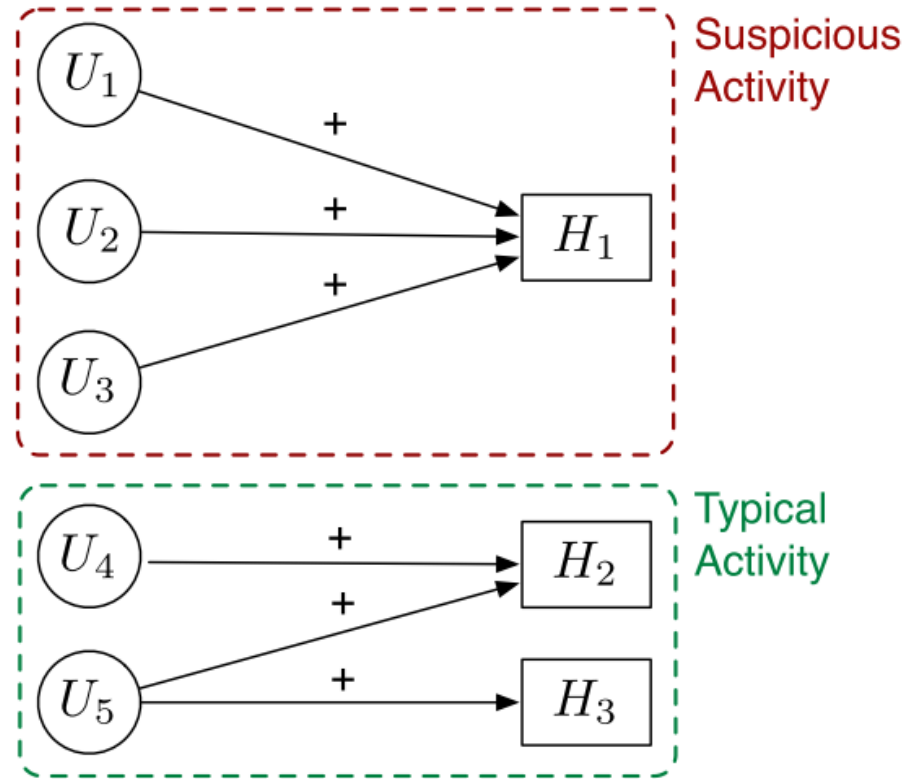 Suspicious
Activity
U₁
+
U₂
+
H₁
+
U₃
Typical
Activity
U₄
+
H₂
+
U₅
+
H₃